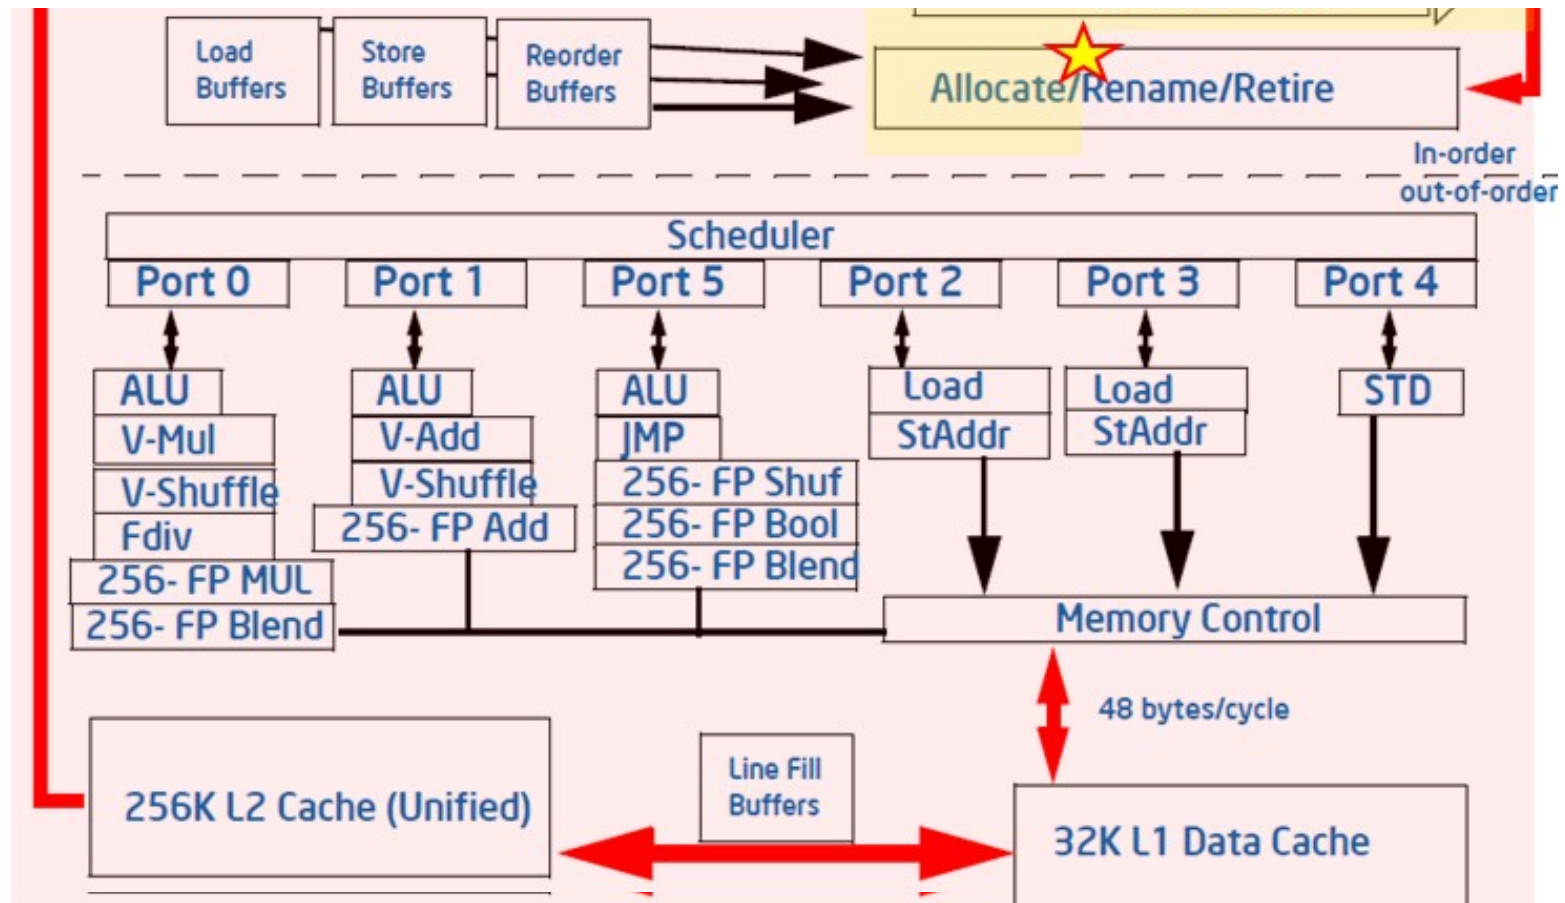 Load
Buffers
Store
Buffers
Reorder
Buffers
Allocate/Rename/Retire
In-order
out-of-order
Scheduler
Port 0
Port 1
Port 5
Port 2
Port 3
Port 4
ALU
V-Mul
V-Shuffle
Fdiv
256- FP MUL
256- FP Blend
ALU
V-Add
V-Shuffle
256- FP Add
ALU
JMP
256- FP Shuf
256- FP Bool
256- FP Blend
Load
StAddr
Load
StAddr
STD
Memory Control
48 bytes/cycle
256K L2 Cache (Unified)
Line Fill
Buffers
32K L1 Data Cache